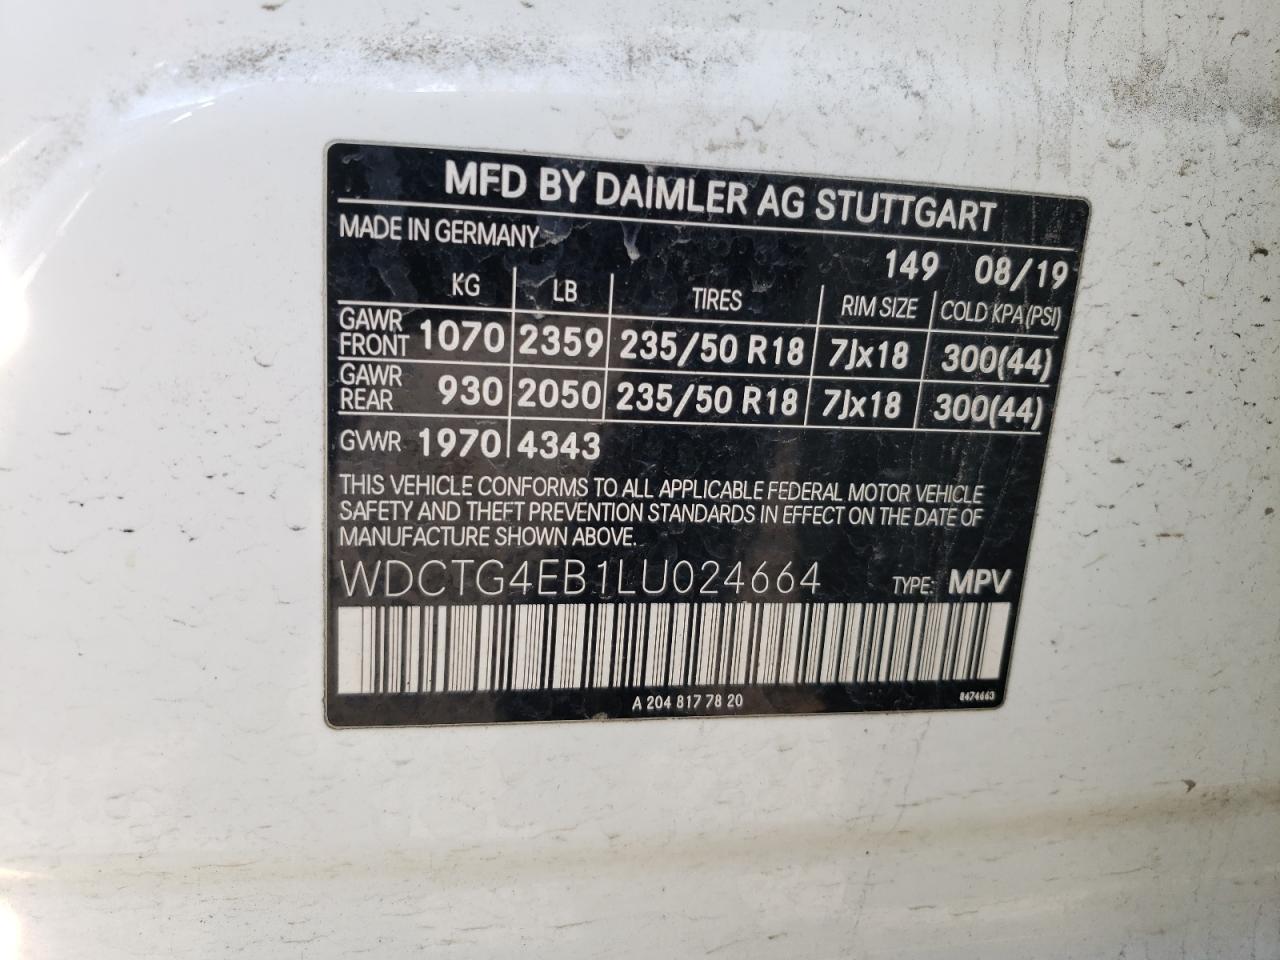 MFD BY DAIMLER AG STUTTGART
MADE IN GERMANY
149 08/19
KG LB TIRES RIM SIZE COLD KPA(PSI)
GAWR FRONT 1070 2359 235/50 R18 7Jx18 300(44)
GAWR REAR 930 2050 235/50 R18 7Jx18 300(44)
GVWR 1970 4343
THIS VEHICLE CONFORMS TO ALL APPLICABLE FEDERAL MOTOR VEHICLE
SAFETY AND THEFT PREVENTION STANDARDS IN EFFECT ON THE DATE OF
MANUFACTURE SHOWN ABOVE.
WDCTG4EB1LU024664 TYPE: MPV
A 204 817 78 20
8474663